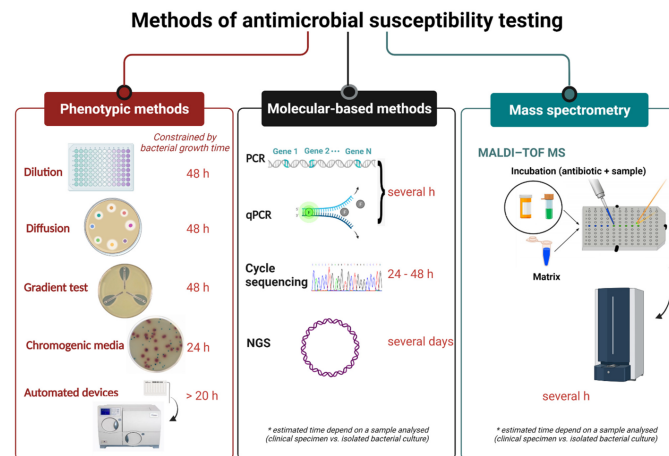 Methods of antimicrobial susceptibility testing
Phenotypic methods
Constrained by
bacterial growth time
Dilution
48 h
Diffusion
48 h
Gradient test
48 h
Chromogenic media
24 h
Automated devices
> 20 h
Molecular-based methods
PCR
Gene 1 Gene 2 ··· Gene N
several h
qPCR
Cycle
sequencing
24 - 48 h
NGS
several days
* estimated time depend on a sample analysed
(clinical specimen vs. isolated bacterial culture)
Mass spectrometry
MALDI–TOF MS
Incubation (antibiotic + sample)
Matrix
several h
* estimated time depend on a sample analysed
(clinical specimen vs. isolated bacterial culture)